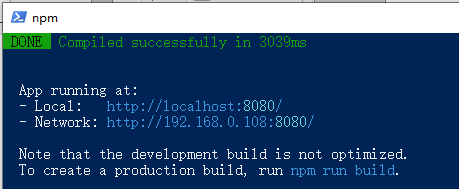 npm
DONE Compiled successfully in 3039ms
App running at:
- Local: http://localhost:8080/
- Network: http://192.168.0.108:8080/
Note that the development build is not optimized.
To create a production build, run npm run build.